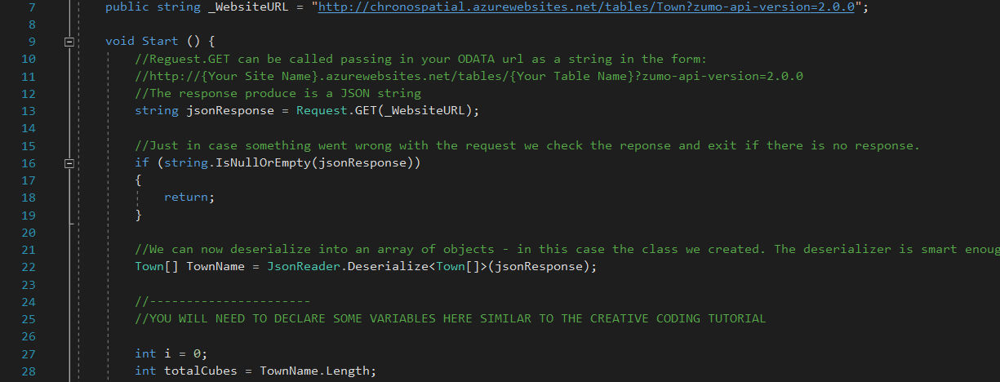 7 public string _WebsiteURL = "http://chronospatial.azurewebsites.net/tables/Town?zumo-api-version=2.0.0";
8
9 void Start () {
10 //Reguest.GET can be called passing in your ODATA url as a string in the form:
11 //http://{Your Site Name}.azurewebsites.net/tables/{Your Table Name}?zumo-api-version=2.0.0
12 //The response produce is a JSON string
13 string jsonResponse = Request.GET(_WebsiteURL);
14
15 //Just in case something went wrong with the request we check the reponse and exit if there is no response.
16 if (string.IsNullOrEmpty(jsonResponse))
17 {
18 return;
19 }
20
21 //We can now deserialize into an array of objects - in this case the class we created. The deserializer is smart enoug
22 Town[] TownName = JsonReader.Deserialize<Town[]>(jsonResponse);
23
24 //----------------------
25 //YOU WILL NEED TO DECLARE SOME VARIABLES HERE SIMILAR TO THE CREATIVE CODING TUTORIAL
26
27 int i = 0;
28 int totalCubes = TownName.Length;